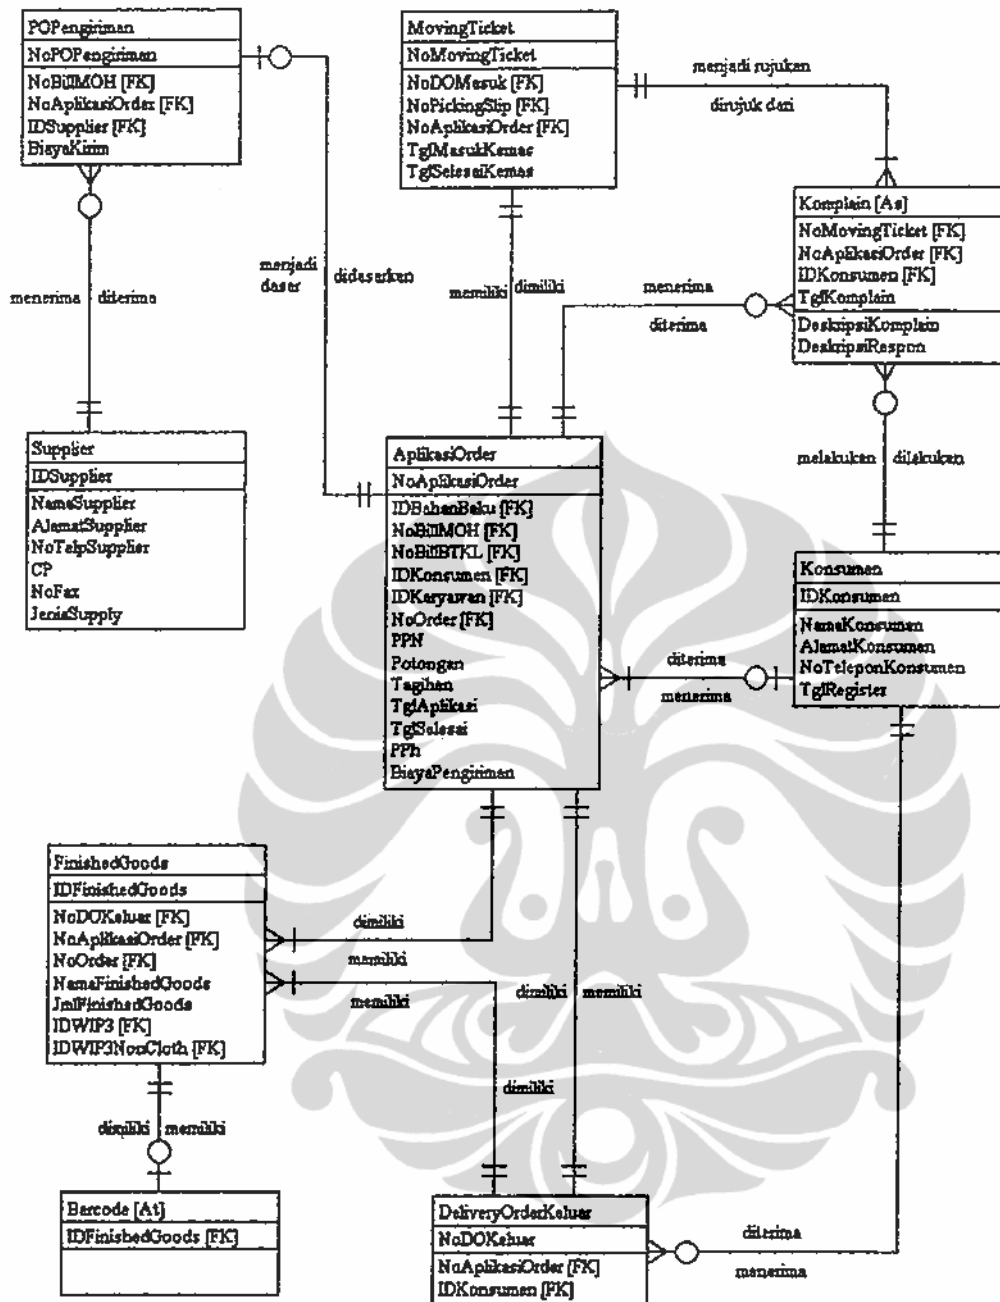 POPengiriman
NoPOPengiriman
NoBillMOH [FK]
NoAplikasiOrder [FK]
IDSupplier [FK]
BiayaKirim
MovingTicket
NoMovingTicket
NoDOMasuk [FK]
NoPickingSlip [FK]
NoAplikasiOrder [FK]
TglMasukKemas
TglSelesaiKemas
menjadi rujukan
dirujuk dari
Komplain [As]
NoMovingTicket [FK]
NoAplikasiOrder [FK]
IDKonsumen [FK]
TglKomplain
DeskripsiKomplain
DeskripsiRespon
menerima
diterima
menjadi
dasar
didasarkan
memiliki
dimiliki
menerima
diterima
Supplier
IDSupplier
NamaSupplier
AlamatSupplier
NoTelpSupplier
CP
NoFax
JenisSupply
AplikasiOrder
NoAplikasiOrder
IDBahanBaku [FK]
NoBillMOH [FK]
NoBillBTKL [FK]
IDKonsumen [FK]
IDKaryawan [FK]
NoOrder [FK]
PPN
Potongan
Tagihan
TglAplikasi
TglSelesai
PPh
BiayaPengiriman
melakukan
dilakukan
Konsumen
IDKonsumen
NamaKonsumen
AlamatKonsumen
NoTeleponKonsumen
TglRegister
diterima
menerima
FinishedGoods
IDFinishedGoods
NoDOKeluar [FK]
NoAplikasiOrder [FK]
NoOrder [FK]
NamaFinishedGoods
JmlFinishedGoods
IDWIP3 [FK]
IDWIP3NonCloth [FK]
dimiliki
memiliki
memiliki
dimiliki
dimiliki
memiliki
dimiliki
memiliki
Barcode [At]
IDFinishedGoods [FK]
DeliveryOrderKeluar
NoDOKeluar
NoAplikasiOrder [FK]
IDKonsumen [FK]
diterima
menerima